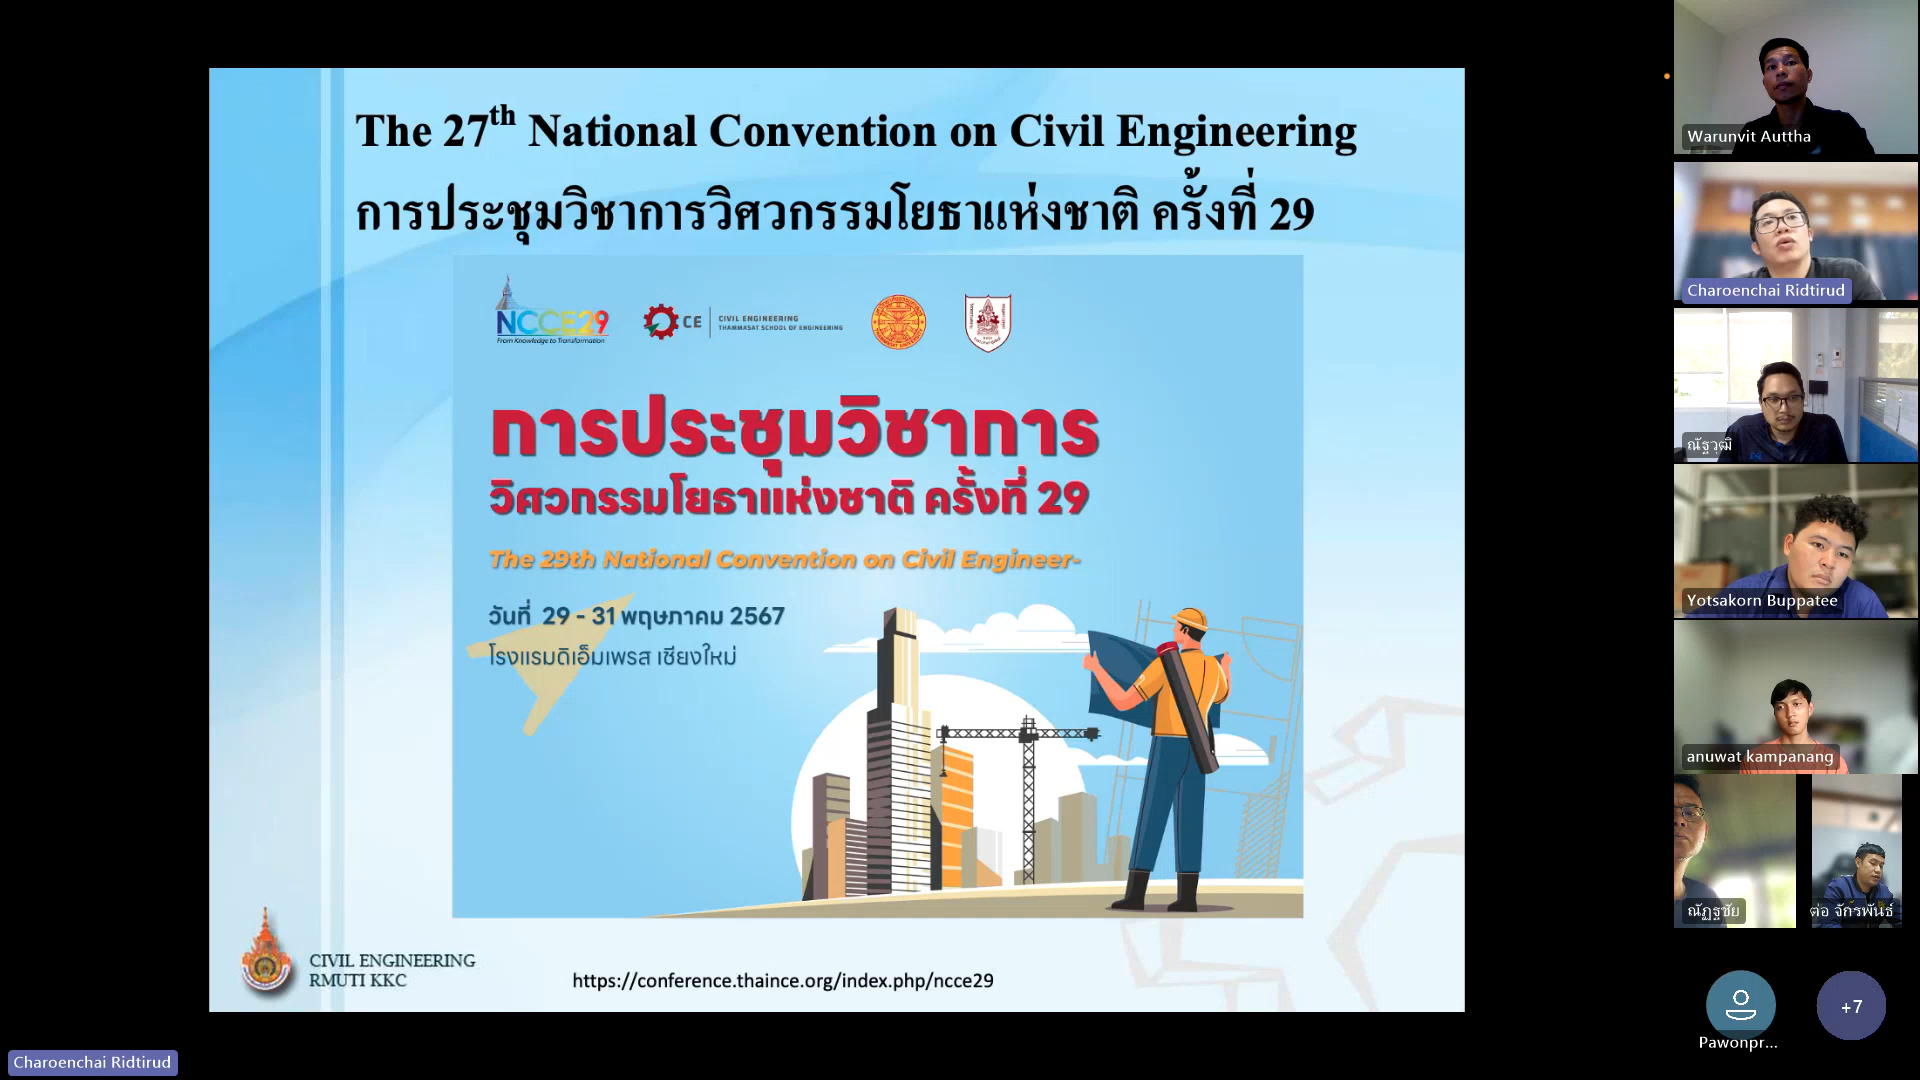 The 27th National Convention on Civil Engineering
การประชุมวิชาการวิศวกรรมโยธาแห่งชาติ ครั้งที่ 29
NCCE29
From Knowledge to Transformation
CE
CIVIL ENGINEERING
THAMMASAT SCHOOL OF ENGINEERING
การประชุมวิชาการ
วิศวกรรมโยธาแห่งชาติ ครั้งที่ 29
The 29th National Convention on Civil Engineer-
วันที่ 29 - 31 พฤษภาคม 2567
โรงแรมดิเอ็มเพรส เชียงใหม่
CIVIL ENGINEERING
RMUTI KKC
https://conference.thaince.org/index.php/ncce29
Charoenchai Ridtirud
Warunvit Auttha
Charoenchai Ridtirud
ณัฐวุฒิ
Yotsakorn Buppatee
anuwat kampanang
ณัฏฐชัย
ต่อ จักรพันธ์
Pawonpr...
+7